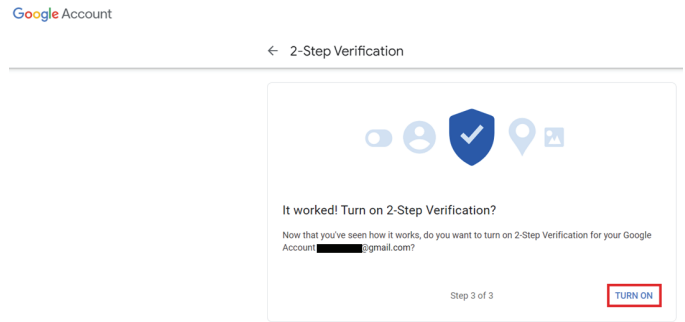 Google Account
2-Step Verification
It worked! Turn on 2-Step Verification?
Now that you've seen how it works, do you want to turn on 2-Step Verification for your Google
Account @gmail.com?
Step 3 of 3
TURN ON